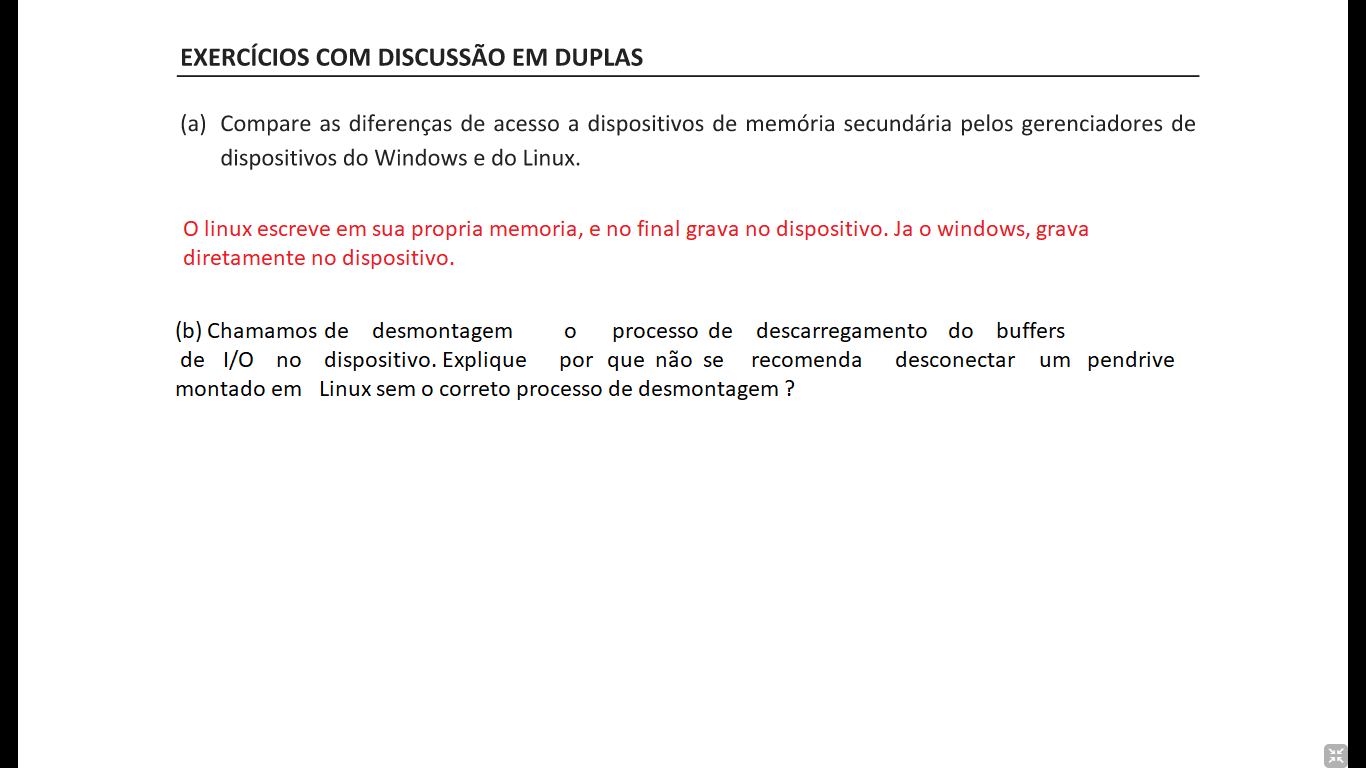 EXERCÍCIOS COM DISCUSSÃO EM DUPLAS
(a) Compare as diferenças de acesso a dispositivos de memória secundária pelos gerenciadores de
dispositivos do Windows e do Linux.
O linux escreve em sua propria memoria, e no final grava no dispositivo. Ja o windows, grava
diretamente no dispositivo.
(b) Chamamos de desmontagem o processo de descarregamento do buffers
de I/O no dispositivo. Explique por que não se recomenda desconectar um pendrive
montado em Linux sem o correto processo de desmontagem ?